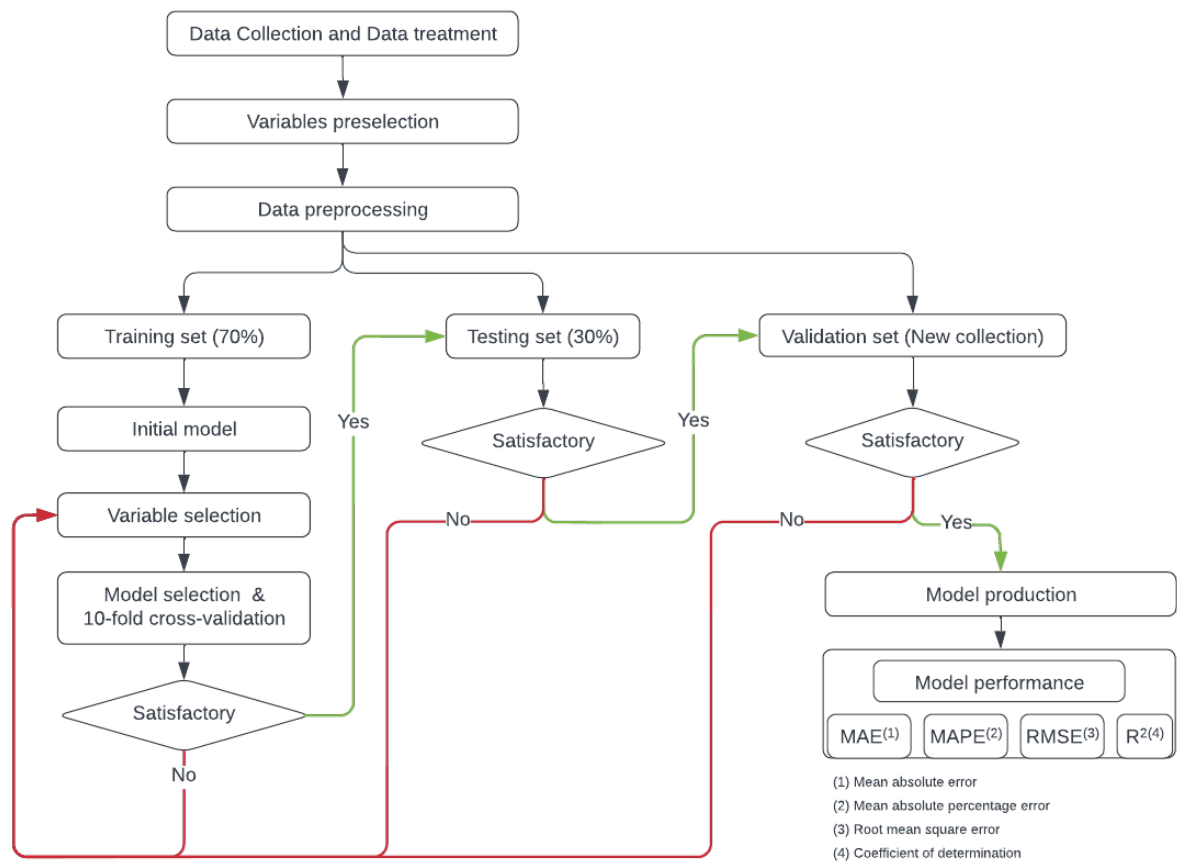 Data Collection and Data treatment
Variables preselection
Data preprocessing
Training set (70%)
Testing set (30%)
Validation set (New collection)
Initial model
Yes
Satisfactory
Yes
Satisfactory
Variable selection
No
No
Yes
Model selection &
10-fold cross-validation
Model production
Satisfactory
Model performance
MAE(1)
MAPE(2)
RMSE(3)
R2(4)
No
(1) Mean absolute error
(2) Mean absolute percentage error
(3) Root mean square error
(4) Coefficient of determination